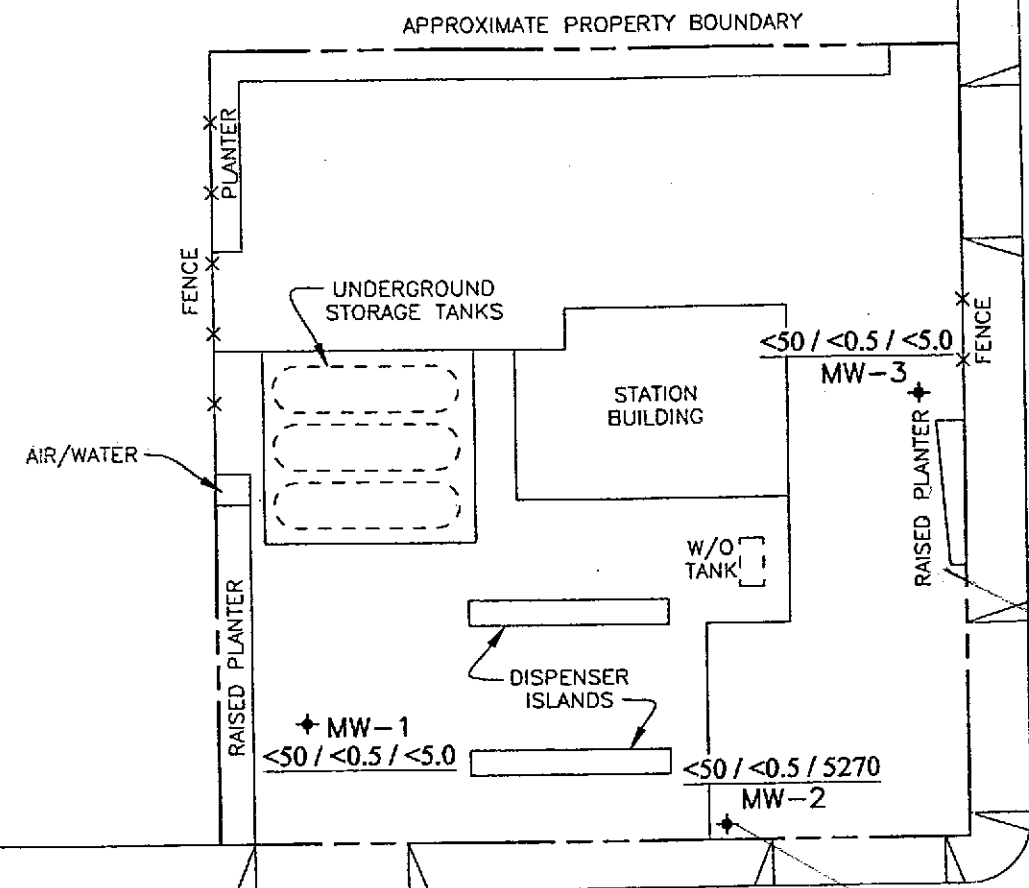 APPROXIMATE PROPERTY BOUNDARY
PLANTER
FENCE
UNDERGROUND
STORAGE TANKS
<50 / <0.5 / <5.0
MW-3
FENCE
STATION
BUILDING
AIR/WATER
RAISED PLANTER
W/O
TANK
RAISED PLANTER
DISPENSER
ISLANDS
MW-1
<50 / <0.5 / <5.0
<50 / <0.5 / 5270
MW-2